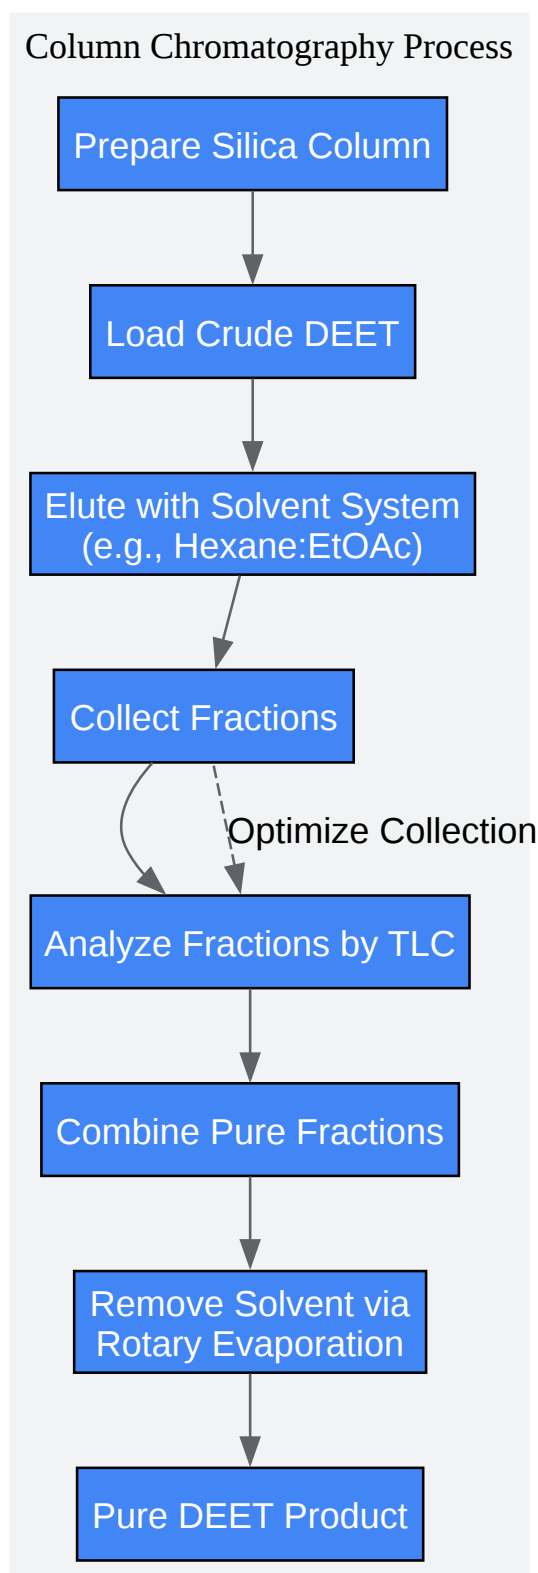 Column Chromatography Process
Prepare Silica Column
Load Crude DEET
Elute with Solvent System
(e.g., Hexane:EtOAc)
Collect Fractions
Optimize Collection
Analyze Fractions by TLC
Combine Pure Fractions
Remove Solvent via
Rotary Evaporation
Pure DEET Product